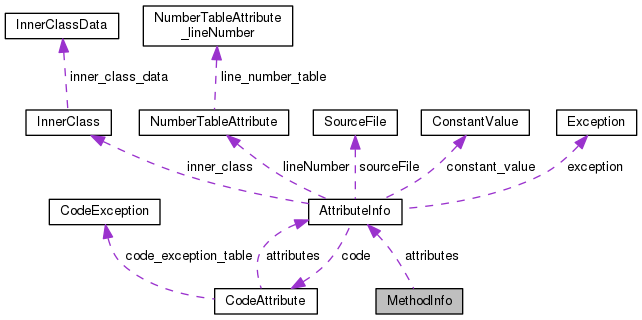 InnerClassData
NumberTableAttribute
_lineNumber
inner_class_data
line_number_table
InnerClass
NumberTableAttribute
SourceFile
ConstantValue
Exception
inner_class
lineNumber
sourceFile
constant_value
exception
CodeException
AttributeInfo
code_exception_table
attributes
code
attributes
CodeAttribute
MethodInfo